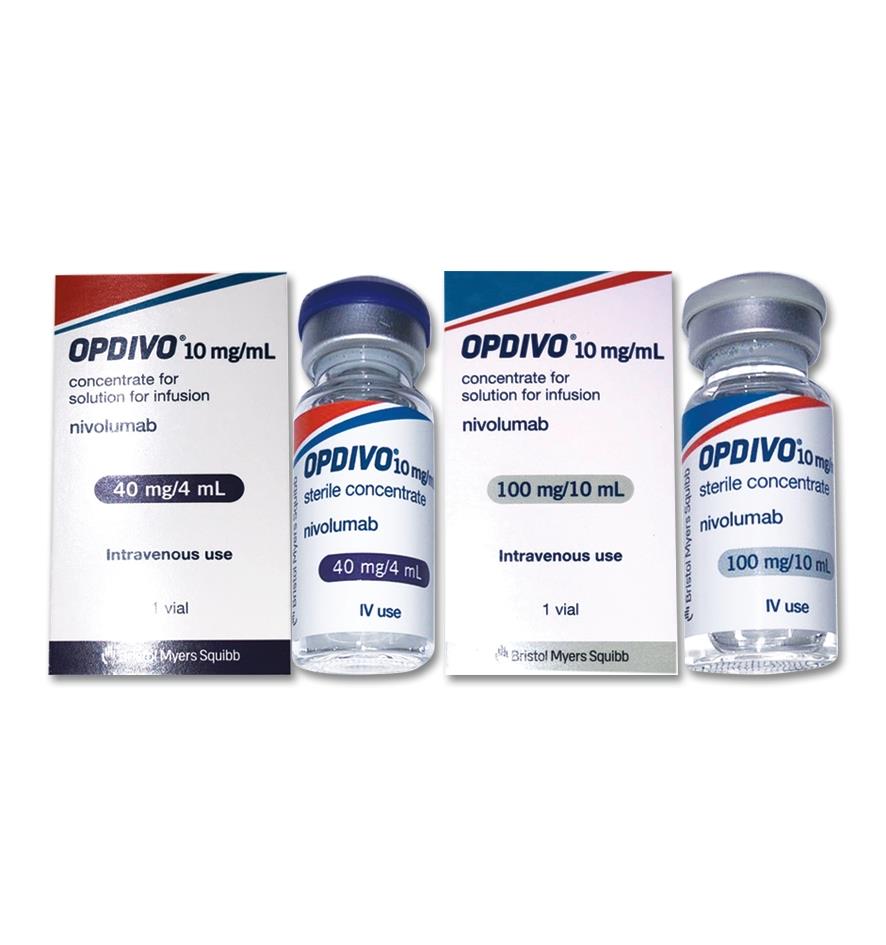 OPDIVO® 10 mg/mL
concentrate for
solution for infusion
nivolumab
40 mg/4 mL
Intravenous use
1 vial
Bristol Myers Squibb
OPDIVO® 10 mg/m
sterile concentrate
nivolumab
40 mg/4 mL
IV use
Bristol Myers Squibb
OPDIVO® 10 mg/mL
concentrate for
solution for infusion
nivolumab
100 mg/10 mL
Intravenous use
1 vial
Bristol Myers Squibb
OPDIVO® 10 mg/
sterile concentrate
nivolumab
100 mg/10 mL
IV use
Bristol Myers Squibb